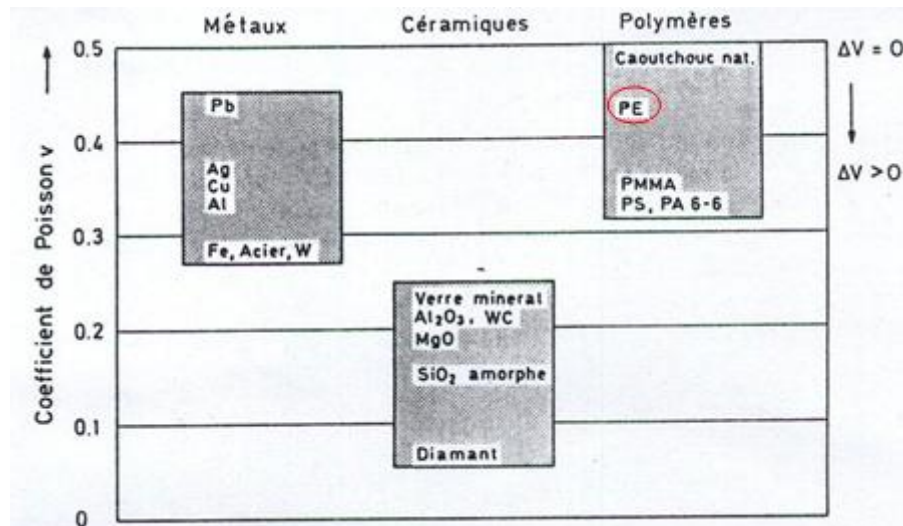 Métaux
Céramiques
Polymères
Coefficient de Poisson ν
0.5
0.4
0.3
0.2
0.1
0
Pb
Ag
Cu
Al
Fe, Acier, W
Verre mineral
Al₂O₃, WC
MgO
SiO₂ amorphe
Diamant
Caoutchouc nat.
PE
PMMA
PS, PA 6-6
ΔV = 0
ΔV > 0